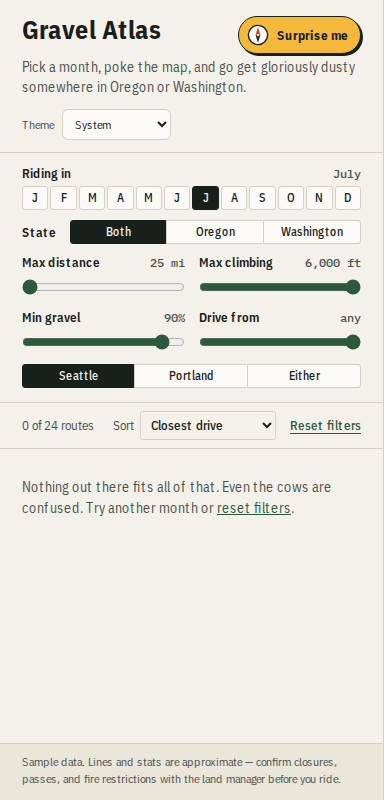 Gravel Atlas
Surprise me
Pick a month, poke the map, and go get gloriously dusty
somewhere in Oregon or Washington.
Theme System
Riding in July
J F M A M J J A S O N D
State Both Oregon Washington
Max distance 25 mi Max climbing 6,000 ft
Min gravel 90% Drive from any
Seattle Portland Either
0 of 24 routes Sort Closest drive Reset filters
Nothing out there fits all of that. Even the cows are
confused. Try another month or reset filters.
Sample data. Lines and stats are approximate — confirm closures,
passes, and fire restrictions with the land manager before you ride.